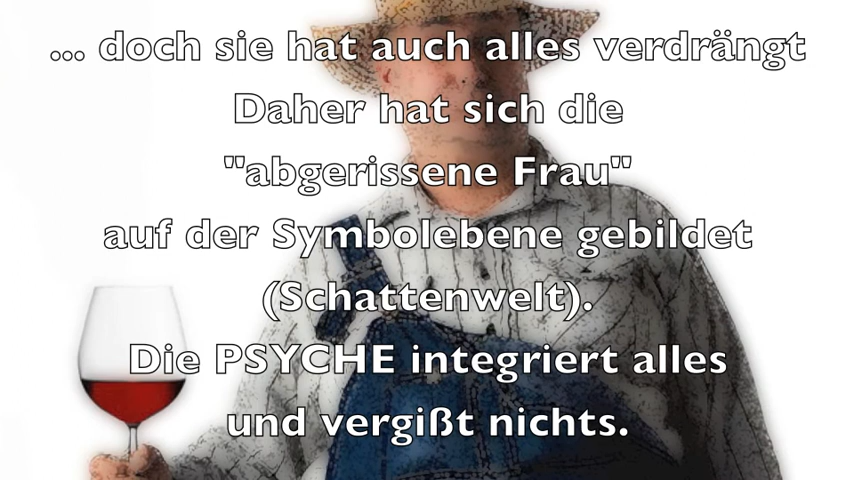 ... doch sie hat auch alles verdrängt
Daher hat sich die
"abgerissene Frau"
auf der Symbolebene gebildet
(Schattenwelt).
Die PSYCHE integriert alles
und vergißt nichts.